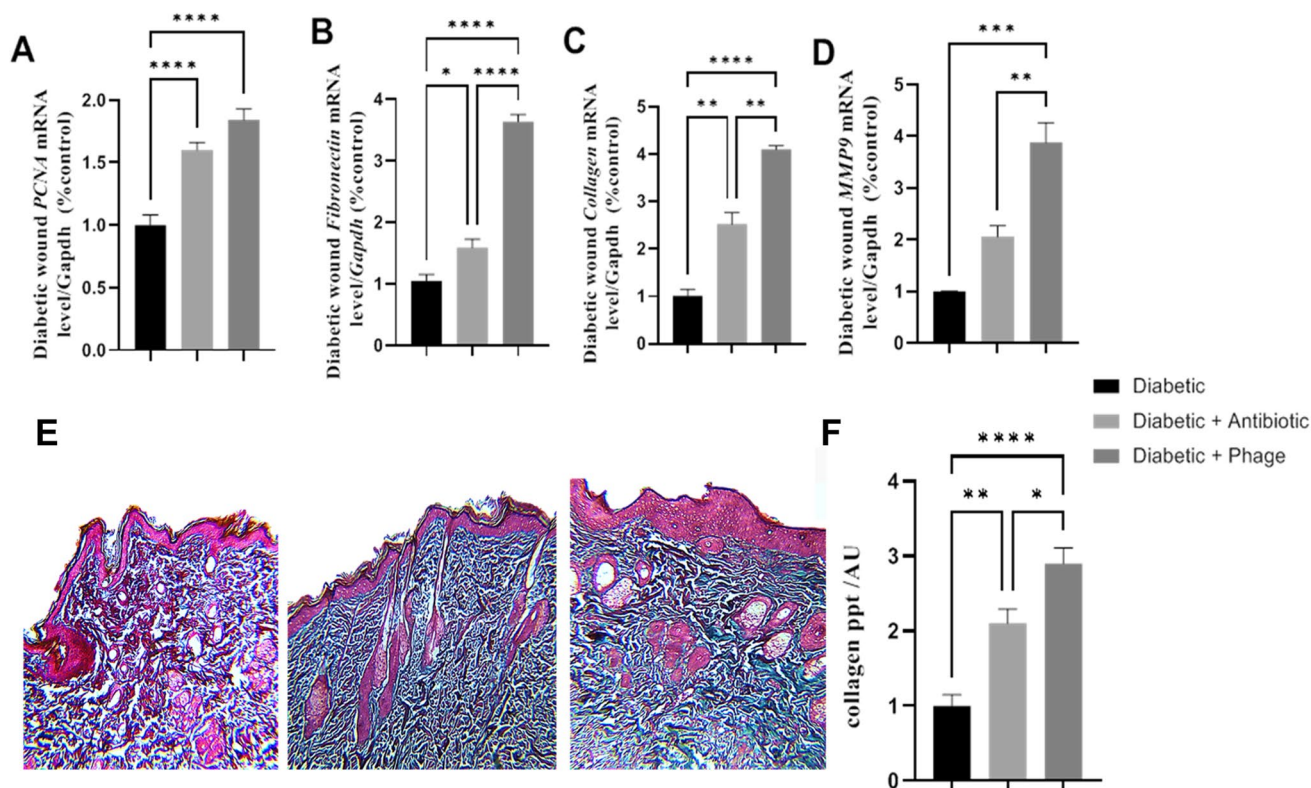 A
Diabetic wound PCNA mRNA
level/Gapdh (%control)
2.0
1.5
1.0
0.5
0.0
****
****
B
Diabetic wound Fibronectin mRNA
level/Gapdh (%control)
4
3
2
1
0
****
*
****
C
Diabetic wound Collagen mRNA
level/Gapdh (%control)
5
4
3
2
1
0
****
**
**
D
Diabetic wound MMP9 mRNA
level/Gapdh (%control)
5
4
3
2
1
0
***
**
Diabetic
Diabetic + Antibiotic
Diabetic + Phage
E
F
collagen ppt /AU
4
3
2
1
0
****
**
*